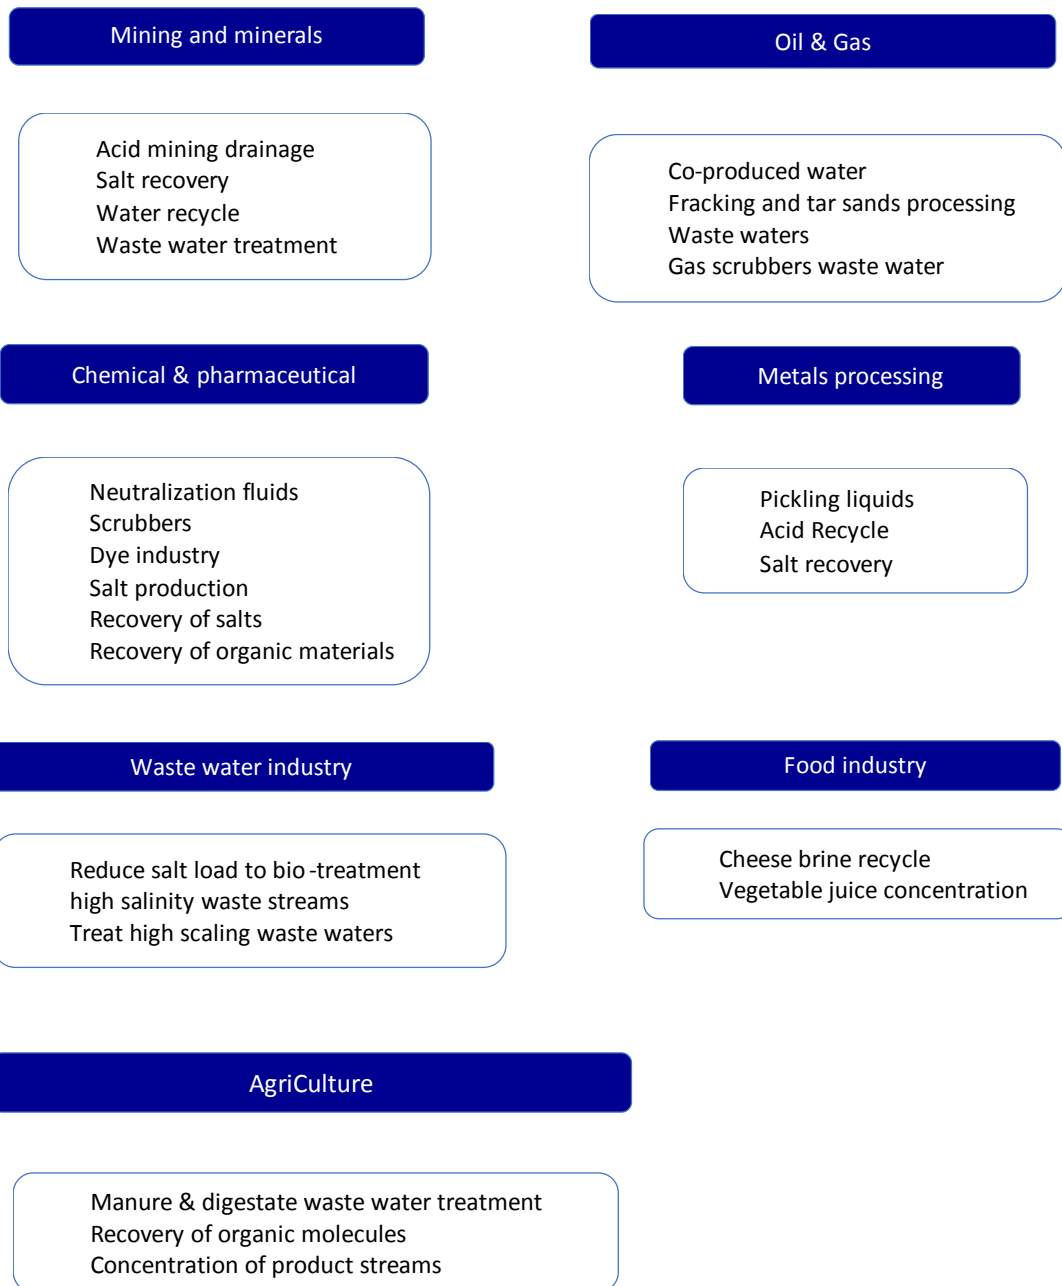 Mining and minerals
Acid mining drainage
Salt recovery
Water recycle
Waste water treatment
Oil & Gas
Co-produced water
Fracking and tar sands processing
Waste waters
Gas scrubbers waste water
Chemical & pharmaceutical
Neutralization fluids
Scrubbers
Dye industry
Salt production
Recovery of salts
Recovery of organic materials
Metals processing
Pickling liquids
Acid Recycle
Salt recovery
Waste water industry
Reduce salt load to bio -treatment
high salinity waste streams
Treat high scaling waste waters
Food industry
Cheese brine recycle
Vegetable juice concentration
AgriCulture
Manure & digestate waste water treatment
Recovery of organic molecules
Concentration of product streams